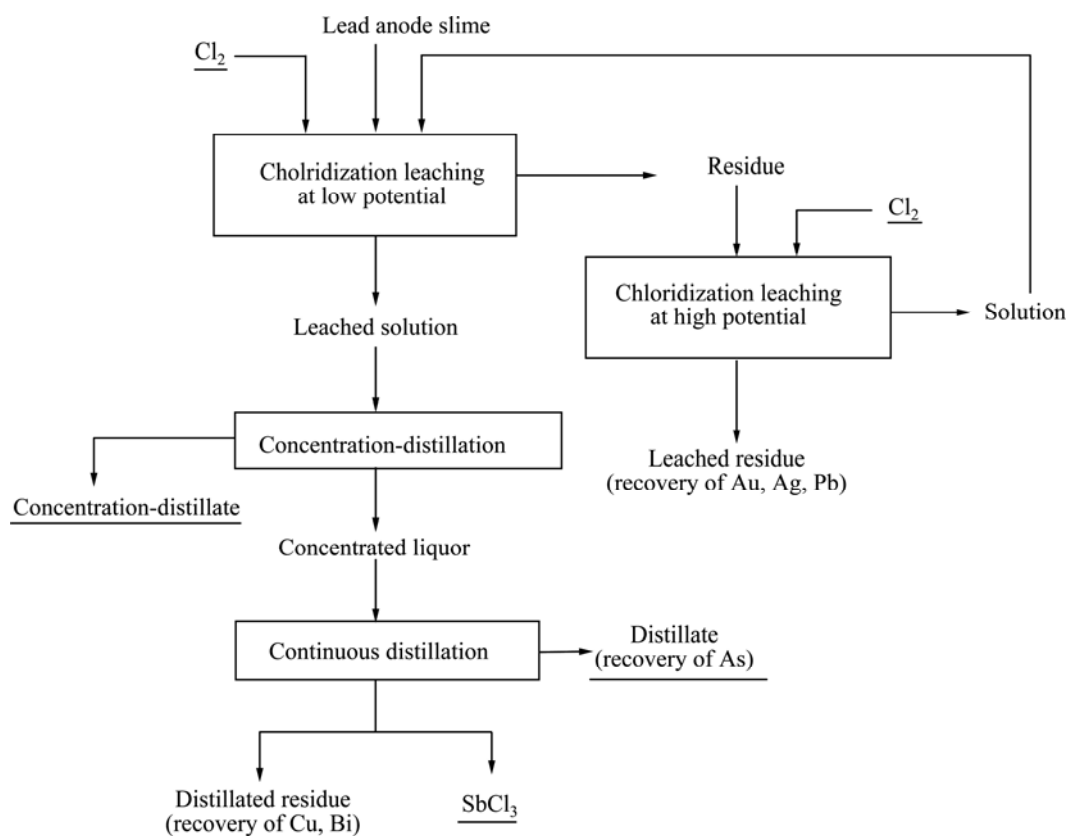 Lead anode slime
Cl2
Cholridization leaching
at low potential
Residue
Cl2
Chloridization leaching
at high potential
Solution
Leached solution
Concentration-distillation
Leached residue
(recovery of Au, Ag, Pb)
Concentration-distillate
Concentrated liquor
Continuous distillation
Distillate
(recovery of As)
Distillated residue
(recovery of Cu, Bi)
SbCl3